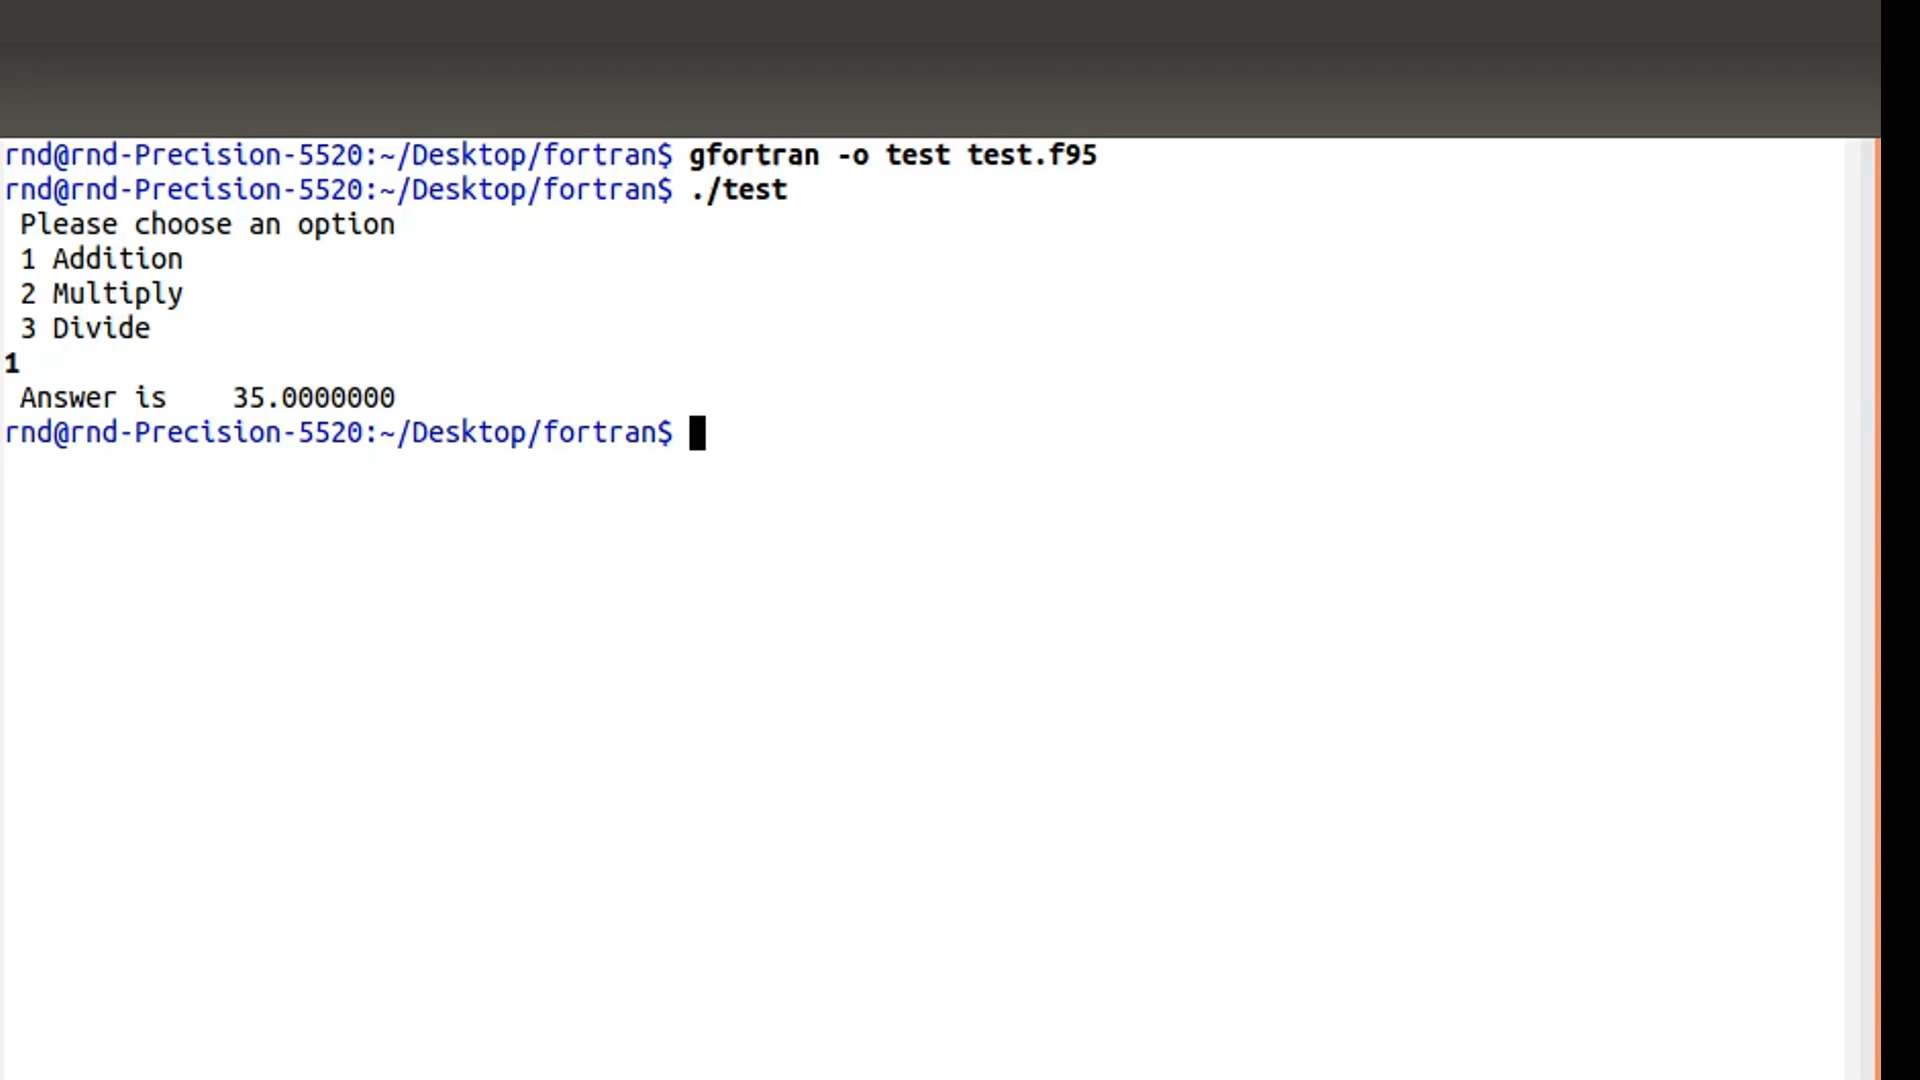 rnd@rnd-Precision-5520:~/Desktop/fortran$ gfortran -o test test.f95
rnd@rnd-Precision-5520:~/Desktop/fortran$ ./test
Please choose an option
1 Addition
2 Multiply
3 Divide
1
Answer is    35.0000000
rnd@rnd-Precision-5520:~/Desktop/fortran$